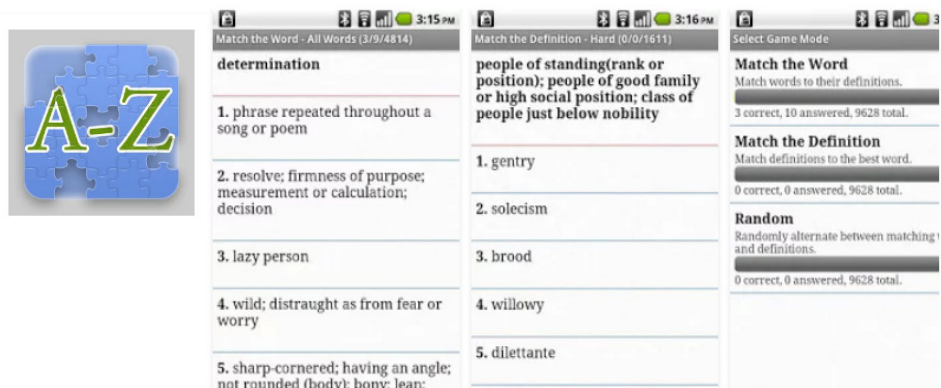 A-Z
3:15 PM
Match the Word - All Words (3/9/4814)
determination
1. phrase repeated throughout a
song or poem
2. resolve; firmness of purpose;
measurement or calculation;
decision
3. lazy person
4. wild; distraught as from fear or
worry
5. sharp-cornered; having an angle;
not rounded (body); bony; lean;
3:16 PM
Match the Definition - Hard (0/0/1611)
people of standing(rank or
position); people of good family
or high social position; class of
people just below nobility
1. gentry
2. solecism
3. brood
4. willowy
5. dilettante
3
Select Game Mode
Match the Word
Match words to their definitions.
3 correct, 10 answered, 9628 total.
Match the Definition
Match definitions to the best word.
0 correct, 0 answered, 9628 total.
Random
Randomly alternate between matching
and definitions.
0 correct, 0 answered, 9628 total.